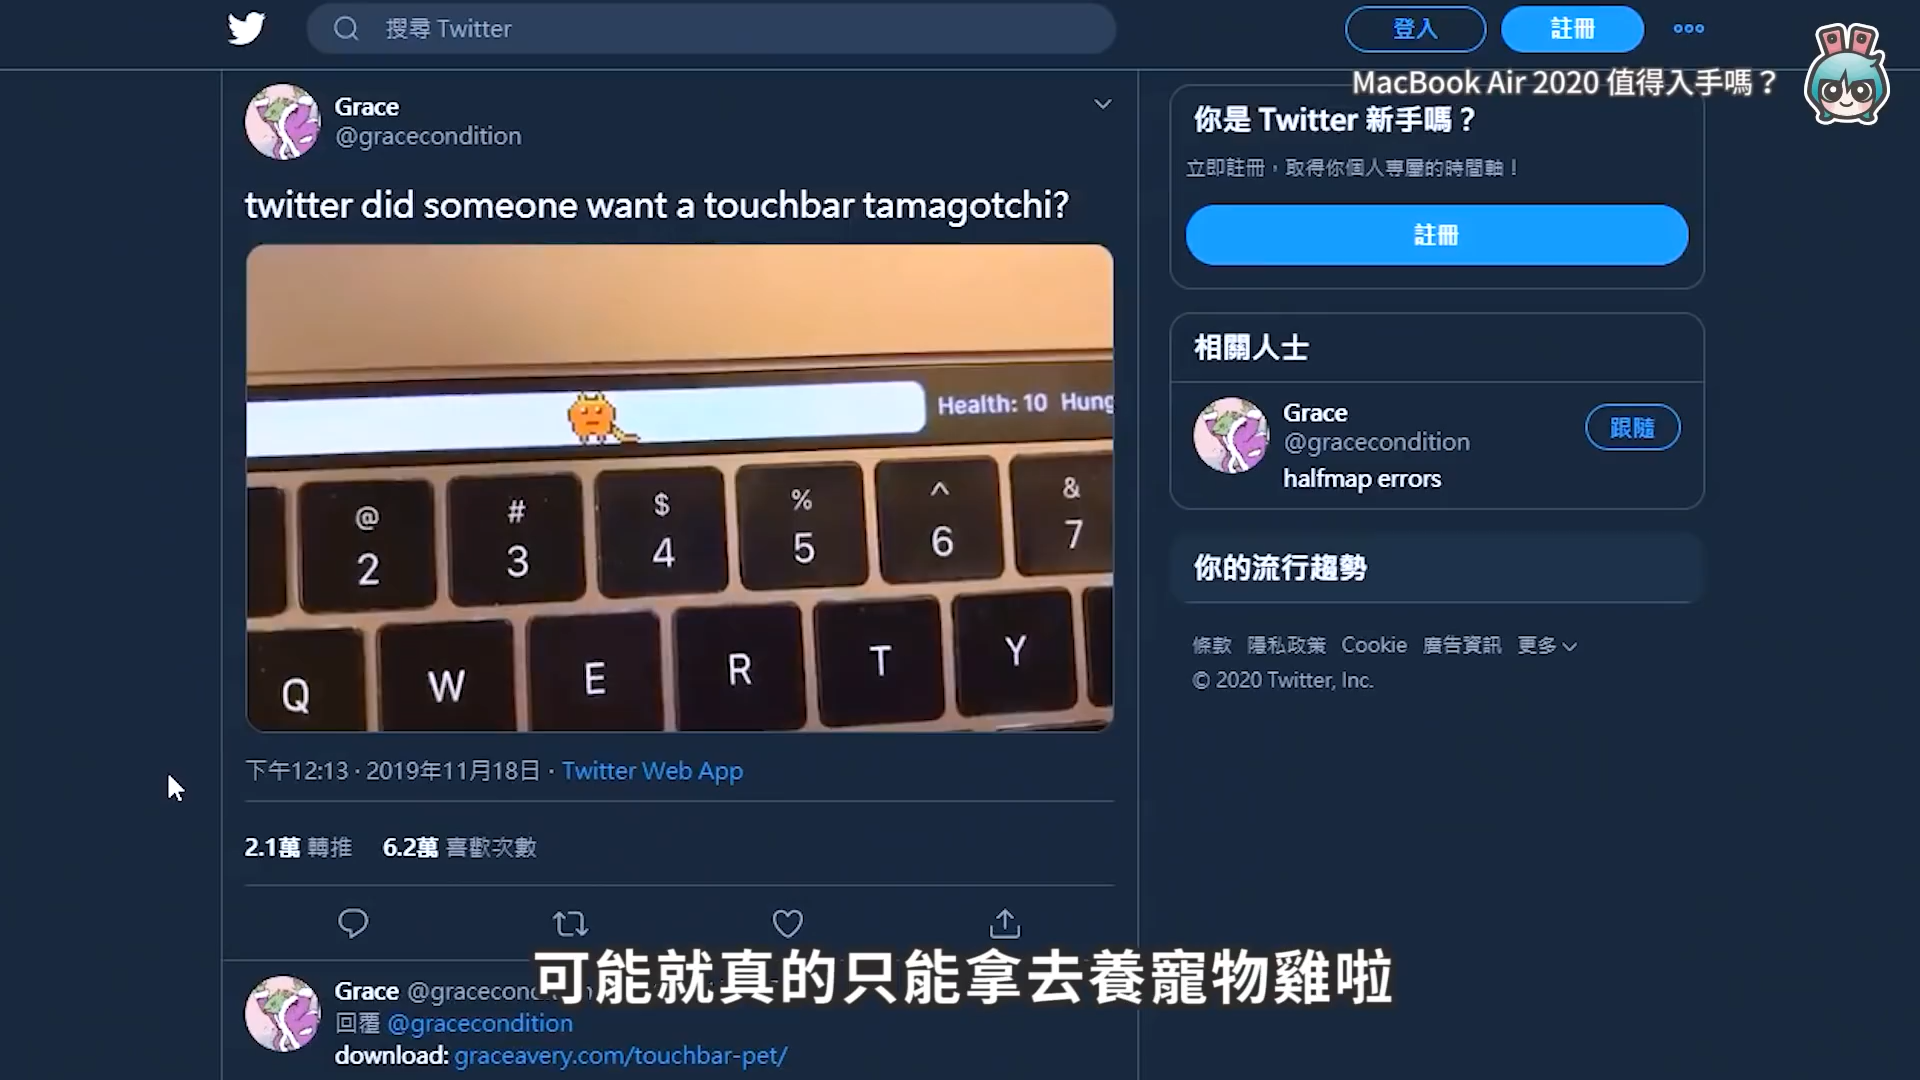 搜尋 Twitter
登入
註冊
MacBook Air 2020 值得入手嗎？
Grace
@gracecondition
twitter did someone want a touchbar tamagotchi?
Health: 10 Hung
@ # $ % ^ &
2 3 4 5 6 7
Q W E R T Y
下午12:13 · 2019年11月18日 · Twitter Web App
2.1萬 轉推 6.2萬 喜歡次數
Grace @gracecon
回覆 @gracecondition
download: graceavery.com/touchbar-pet/
你是 Twitter 新手嗎？
立即註冊，取得你個人專屬的時間軸！
註冊
相關人士
Grace
@gracecondition
halfmap errors
跟隨
你的流行趨勢
條款 隱私政策 Cookie 廣告資訊 更多
© 2020 Twitter, Inc.
可能就真的只能拿去養寵物雞啦